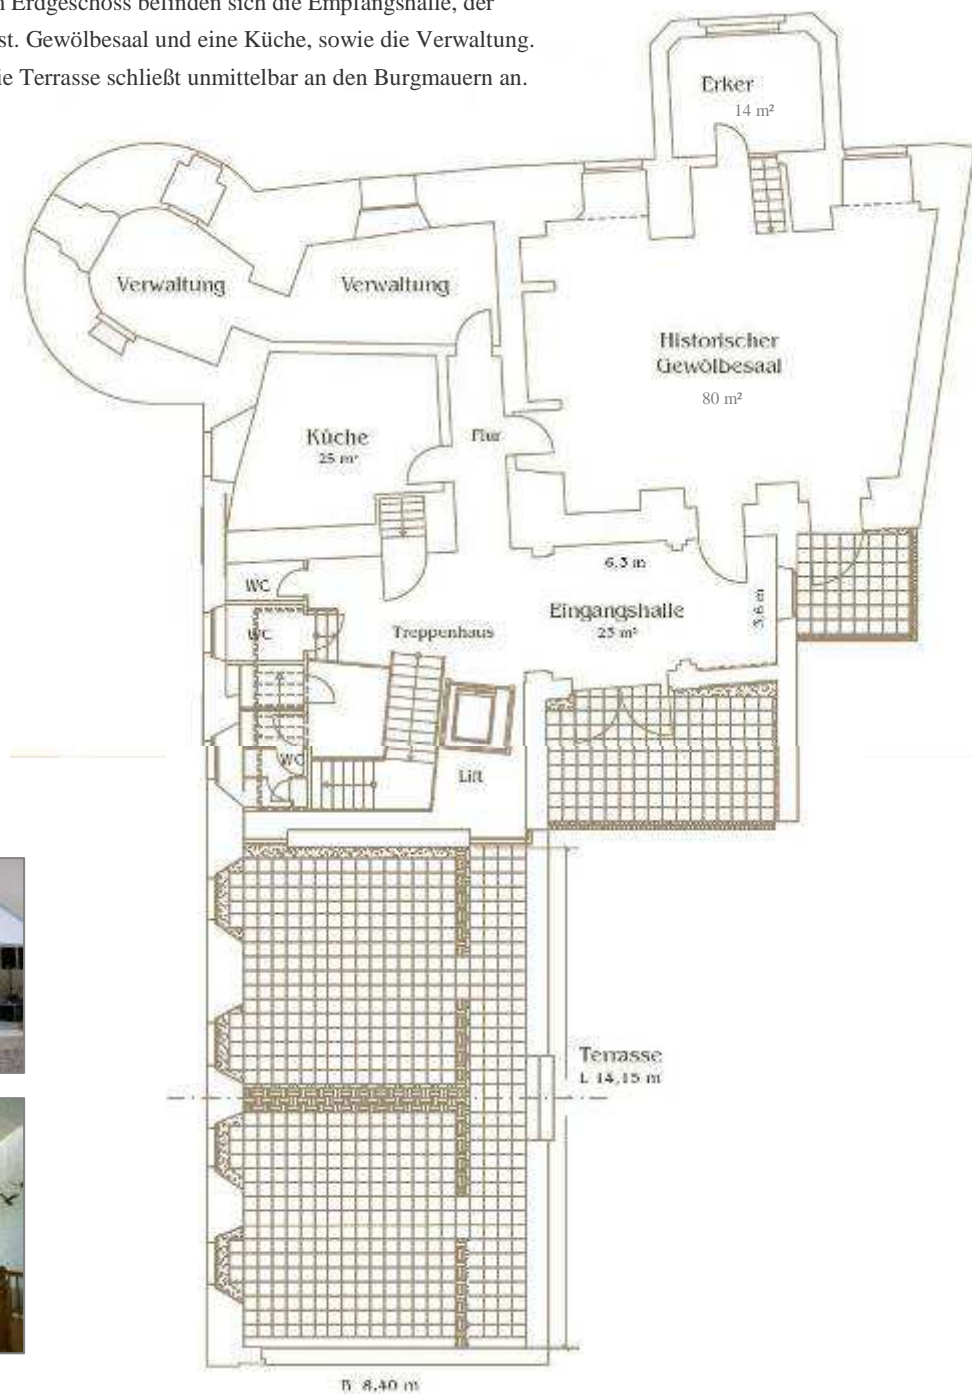 Erdgeschoss befinden sich die Empfangshalle, der
st. Gewölbesaal und eine Küche, sowie die Verwaltung.
ie Terrasse schließt unmittelbar an den Burgmauern an.
Erker
14 m²
Verwaltung
Verwaltung
Historischer
Gewölbesaal
80 m²
Küche
25 m²
Flur
WC
6,3 m
3,6 m
WC
Eingangshalle
23 m²
Treppenhaus
WC
Lift
Terrasse
L 14,15 m
B 8,40 m